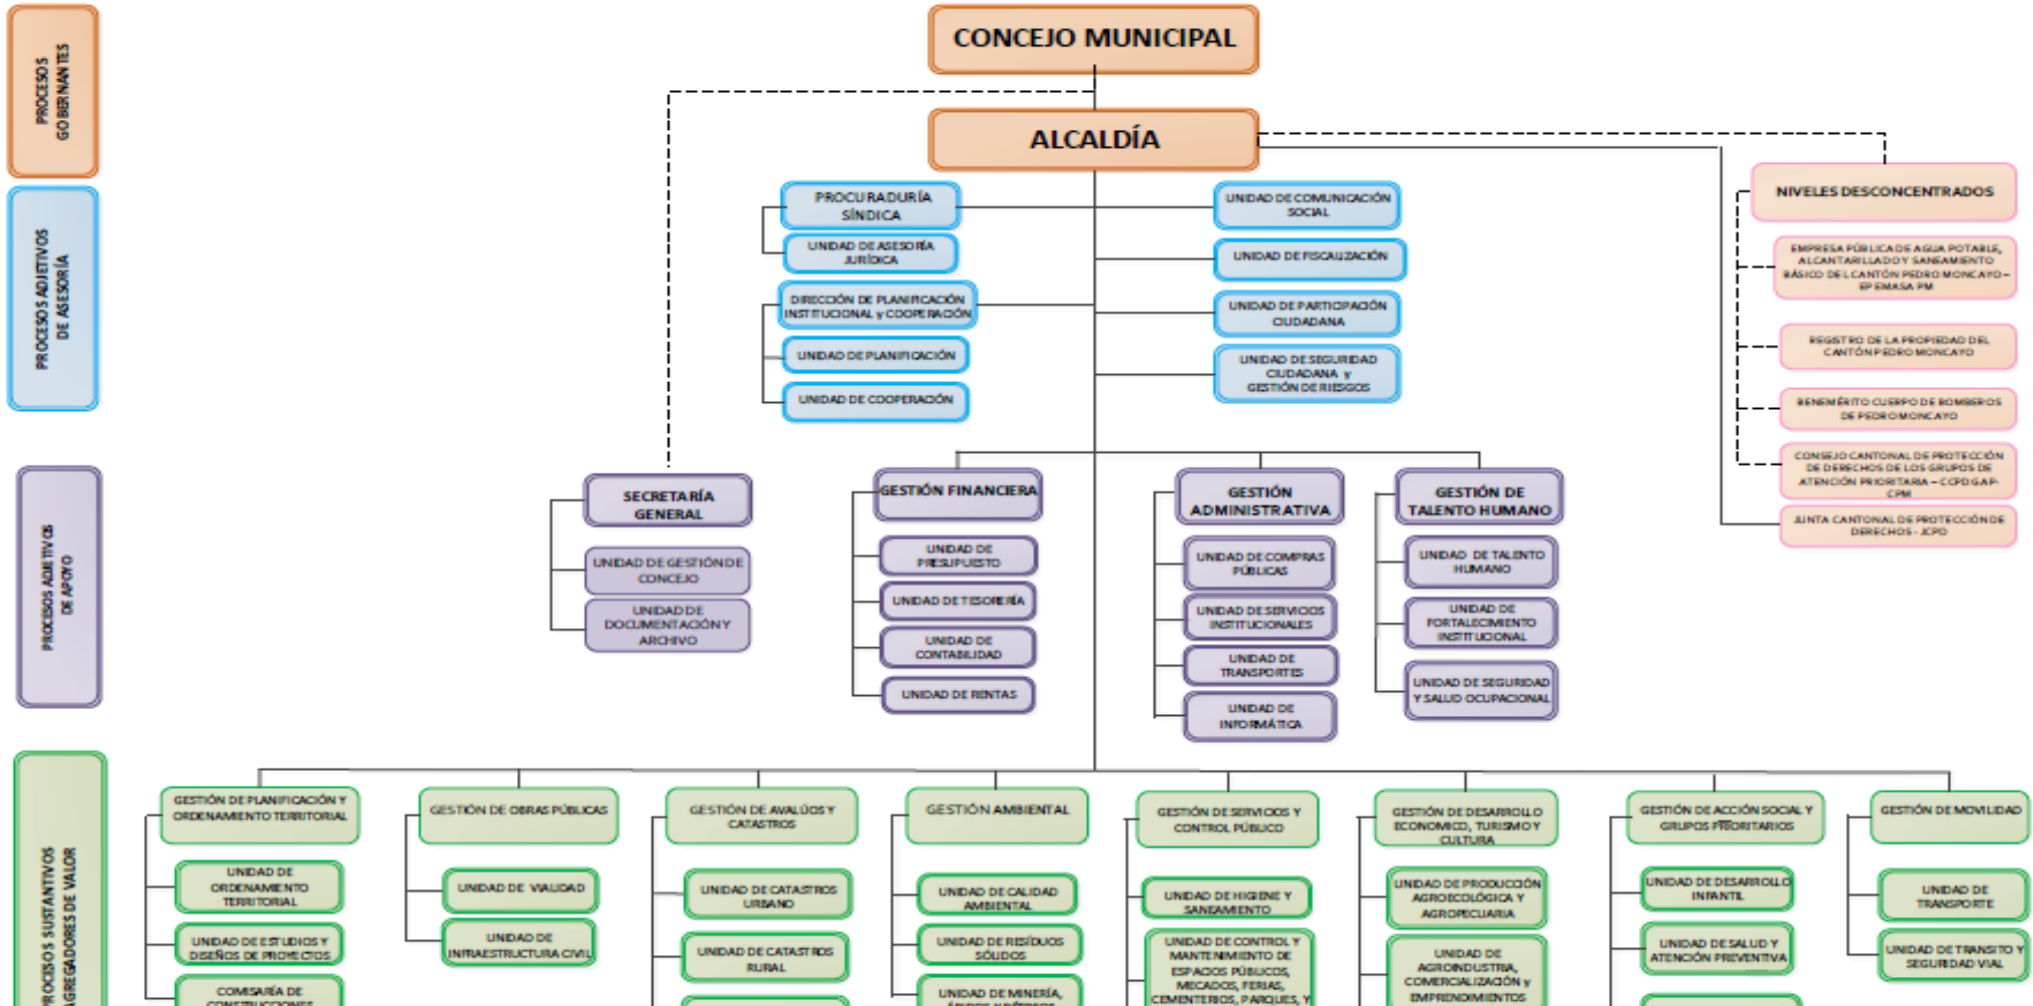 PROCESOS
GOBERNANTES
CONCEJO MUNICIPAL
ALCALDÍA
PROCESOS ADJETIVOS
DE ASESORÍA
PROCURADURÍA
SÍNDICA
UNIDAD DE ASESORÍA
JURÍDICA
DIRECCIÓN DE PLANIFICACIÓN
INSTITUCIONAL y COOPERACIÓN
UNIDAD DE PLANIFICACIÓN
UNIDAD DE COOPERACIÓN
UNIDAD DE COMUNICACIÓN
SOCIAL
UNIDAD DE FISCALIZACIÓN
UNIDAD DE PARTICIPACIÓN
CIUDADANA
UNIDAD DE SEGURIDAD
CIUDADANA y
GESTIÓN DE RIESGOS
NIVELES DESCONCENTRADOS
EMPRESA PÚBLICA DE AGUA POTABLE,
ALCANTARILLADO Y SANEAMIENTO
BÁSICO DEL CANTÓN PEDRO MONCAYO –
EP EMASA PM
REGISTRO DE LA PROPIEDAD DEL
CANTÓN PEDRO MONCAYO
BENEMÉRITO CUERPO DE BOMBEROS
DE PEDRO MONCAYO
CONSEJO CANTONAL DE PROTECCIÓN
DE DERECHOS DE LOS GRUPOS DE
ATENCIÓN PRIORITARIA – CCPDGAP-
CPM
JUNTA CANTONAL DE PROTECCIÓN DE
DERECHOS - JCPD
PROCESOS ADJETIVOS
DE APOYO
SECRETARÍA
GENERAL
UNIDAD DE GESTIÓN DE
CONCEJO
UNIDAD DE
DOCUMENTACIÓN Y
ARCHIVO
GESTIÓN FINANCIERA
UNIDAD DE
PRESUPUESTO
UNIDAD DE TESORERÍA
UNIDAD DE
CONTABILIDAD
UNIDAD DE RENTAS
GESTIÓN
ADMINISTRATIVA
UNIDAD DE COMPRAS
PÚBLICAS
UNIDAD DE SERVICIOS
INSTITUCIONALES
UNIDAD DE
TRANSPORTES
UNIDAD DE
INFORMÁTICA
GESTIÓN DE
TALENTO HUMANO
UNIDAD DE TALENTO
HUMANO
UNIDAD DE
FORTALECIMIENTO
INSTITUCIONAL
UNIDAD DE SEGURIDAD
Y SALUD OCUPACIONAL
PROCESOS SUSTANTIVOS
AGREGADORES DE VALOR
GESTIÓN DE PLANIFICACIÓN Y
ORDENAMIENTO TERRITORIAL
UNIDAD DE
ORDENAMIENTO
TERRITORIAL
UNIDAD DE ESTUDIOS Y
DISEÑOS DE PROYECTOS
COMISARÍA DE
CONSTRUCCIONES
GESTIÓN DE OBRAS PÚBLICAS
UNIDAD DE VIALIDAD
UNIDAD DE
INFRAESTRUCTURA CIVIL
GESTIÓN DE AVALÚOS Y
CATASTROS
UNIDAD DE CATASTROS
URBANO
UNIDAD DE CATASTROS
RURAL
GESTIÓN AMBIENTAL
UNIDAD DE CALIDAD
AMBIENTAL
UNIDAD DE RESÍDUOS
SÓLIDOS
UNIDAD DE MINERÍA,
GESTIÓN DE SERVICIOS Y
CONTROL PÚBLICO
UNIDAD DE HIGIENE Y
SANEAMIENTO
UNIDAD DE CONTROL Y
MANTENIMIENTO DE
ESPACIOS PÚBLICOS,
MECADOS, FERIAS,
CEMENTERIOS, PARQUES, Y
GESTIÓN DE DESARROLLO
ECONOMICO, TURISMO Y
CULTURA
UNIDAD DE PRODUCCIÓN
AGROECOLÓGICA Y
AGROPECUARIA
UNIDAD DE
AGROINDUSTRIA,
COMERCIALIZACIÓN y
EMPRENDIMIENTOS
GESTIÓN DE ACCIÓN SOCIAL Y
GRUPOS PRIORITARIOS
UNIDAD DE DESARROLLO
INFANTIL
UNIDAD DE SALUD Y
ATENCIÓN PREVENTIVA
GESTIÓN DE MOVILIDAD
UNIDAD DE
TRANSPORTE
UNIDAD DE TRANSITO Y
SEGURIDAD VIAL